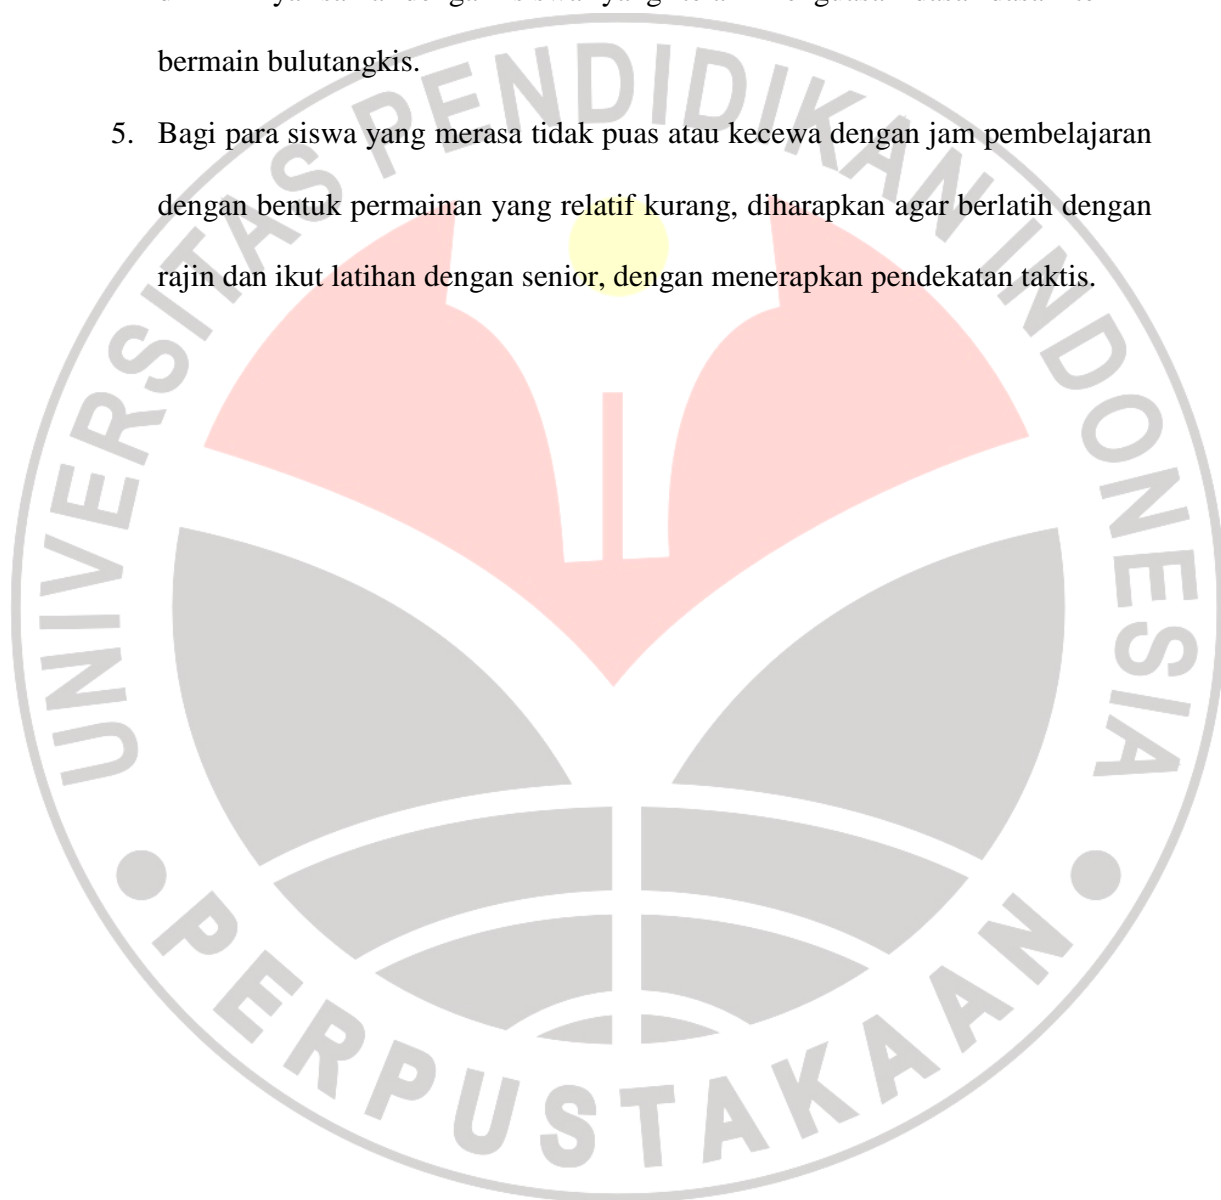 bermain bulutangkis.
5. Bagi para siswa yang merasa tidak puas atau kecewa dengan jam pembelajaran
dengan bentuk permainan yang relatif kurang, diharapkan agar berlatih dengan
rajin dan ikut latihan dengan senior, dengan menerapkan pendekatan taktis.
UNIVERSITAS PENDIDIKAN INDONESIA
PERPUSTAKAAN